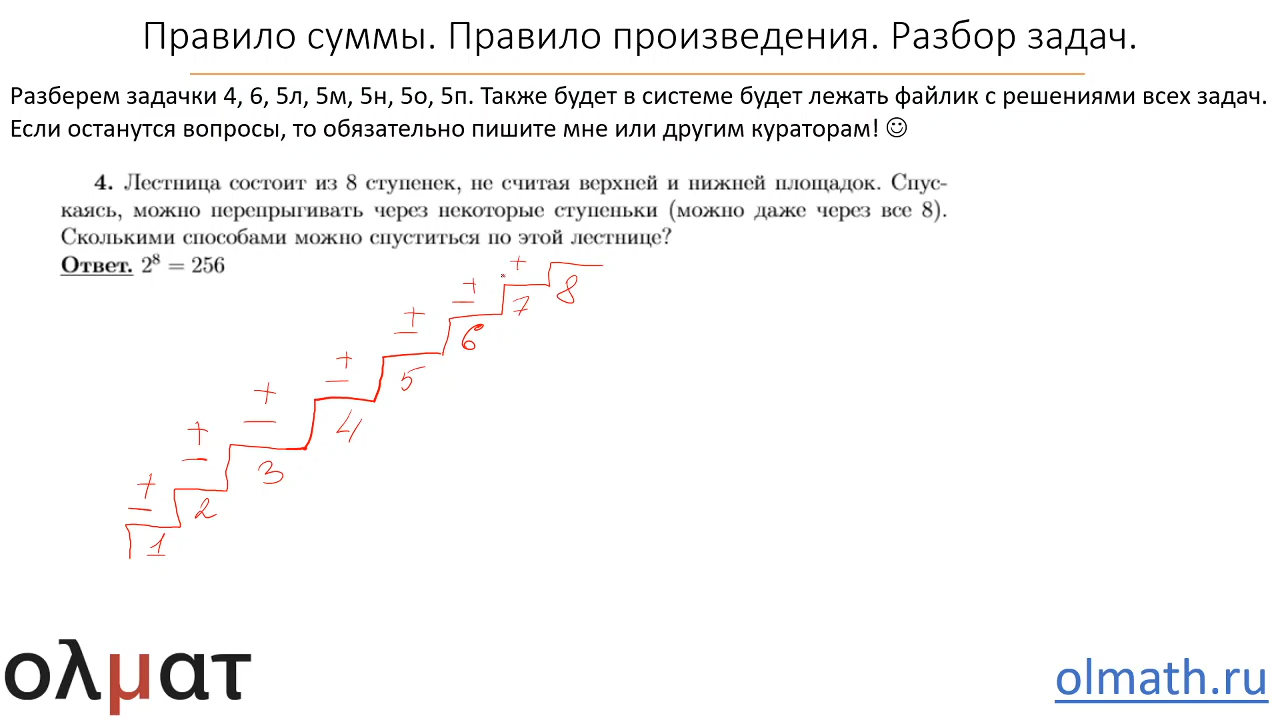 Правило суммы. Правило произведения. Разбор задач.
Разберем задачки 4, 6, 5л, 5м, 5н, 5о, 5п. Также будет в системе будет лежать файлик с решениями всех задач.
Если останутся вопросы, то обязательно пишите мне или другим кураторам! ☺
4. Лестница состоит из 8 ступенек, не считая верхней и нижней площадок. Спус-
каясь, можно перепрыгивать через некоторые ступеньки (можно даже через все 8).
Сколькими способами можно спуститься по этой лестнице?
Ответ. 2⁸ = 256
+
8
+
—
7
+
—
6
+
—
5
+
—
4
+
—
3
+
—
2
+
—
1
ολματ
olmath.ru